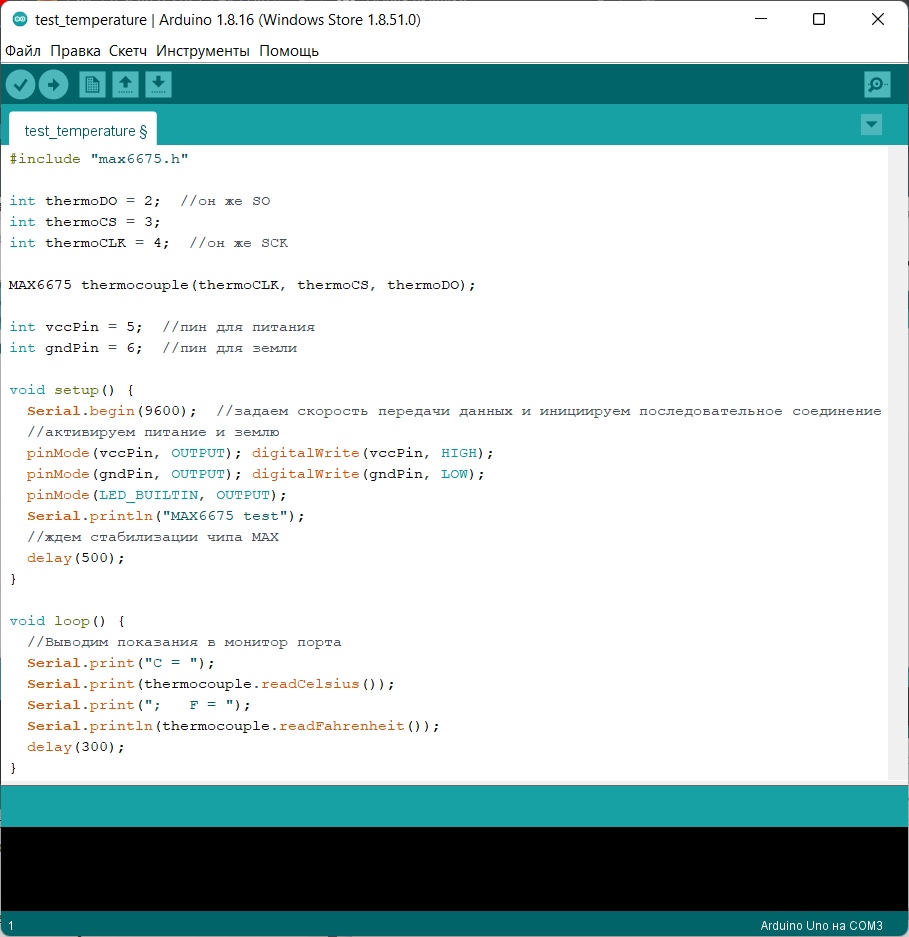 test_temperature | Arduino 1.8.16 (Windows Store 1.8.51.0)
Файл Правка Скетч Инструменты Помощь
test_temperature §
#include "max6675.h"
int thermoDO = 2;  //он же SO
int thermoCS = 3;
int thermoCLK = 4;  //он же SCK
MAX6675 thermocouple(thermoCLK, thermoCS, thermoDO);
int vccPin = 5;  //пин для питания
int gndPin = 6;  //пин для земли
void setup() {
  Serial.begin(9600);  //задаем скорость передачи данных и инициируем последовательное соединение
  //активируем питание и землю
  pinMode(vccPin, OUTPUT); digitalWrite(vccPin, HIGH);
  pinMode(gndPin, OUTPUT); digitalWrite(gndPin, LOW);
  pinMode(LED_BUILTIN, OUTPUT);
  Serial.println("MAX6675 test");
  //ждем стабилизации чипа MAX
  delay(500);
}
void loop() {
  //Выводим показания в монитор порта
  Serial.print("C = ");
  Serial.print(thermocouple.readCelsius());
  Serial.print(";   F = ");
  Serial.println(thermocouple.readFahrenheit());
  delay(300);
}
1 Arduino Uno на COM3